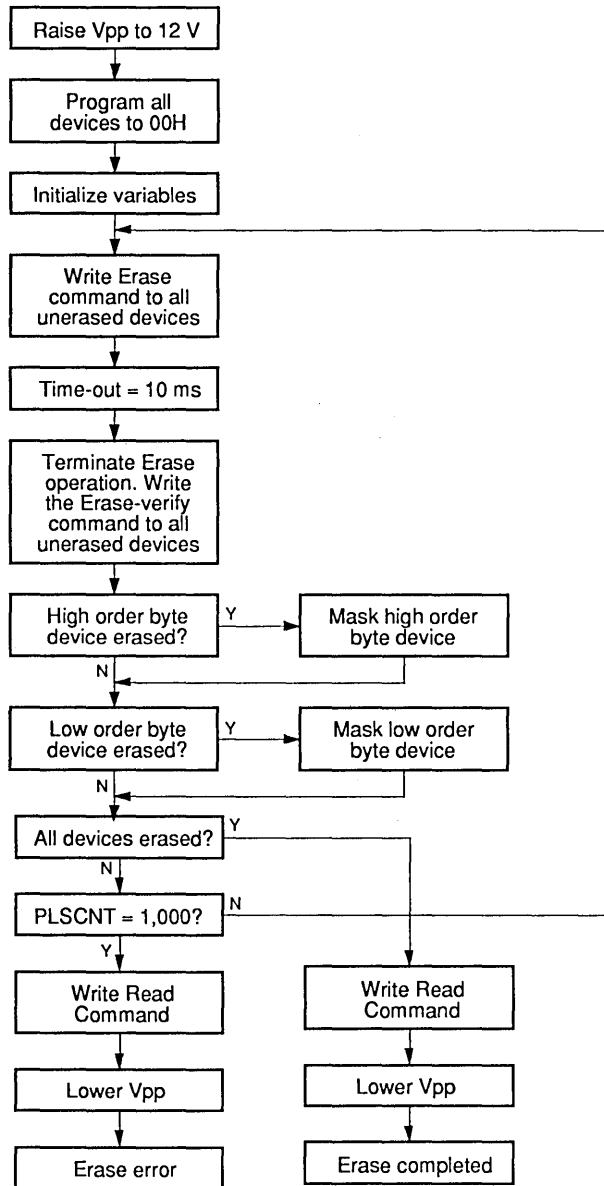 Raise Vpp to 12 V
Program all
devices to 00H
Initialize variables
Write Erase
command to all
unerased devices
Time-out = 10 ms
Terminate Erase
operation. Write
the Erase-verify
command to all
unerased devices
High order byte
device erased?
Y
Mask high order
byte device
N
Low order byte
device erased?
Y
Mask low order
byte device
N
All devices erased?
Y
N
PLSCNT = 1,000?
N
Y
Write Read
Command
Write Read
Command
Lower Vpp
Lower Vpp
Erase error
Erase completed